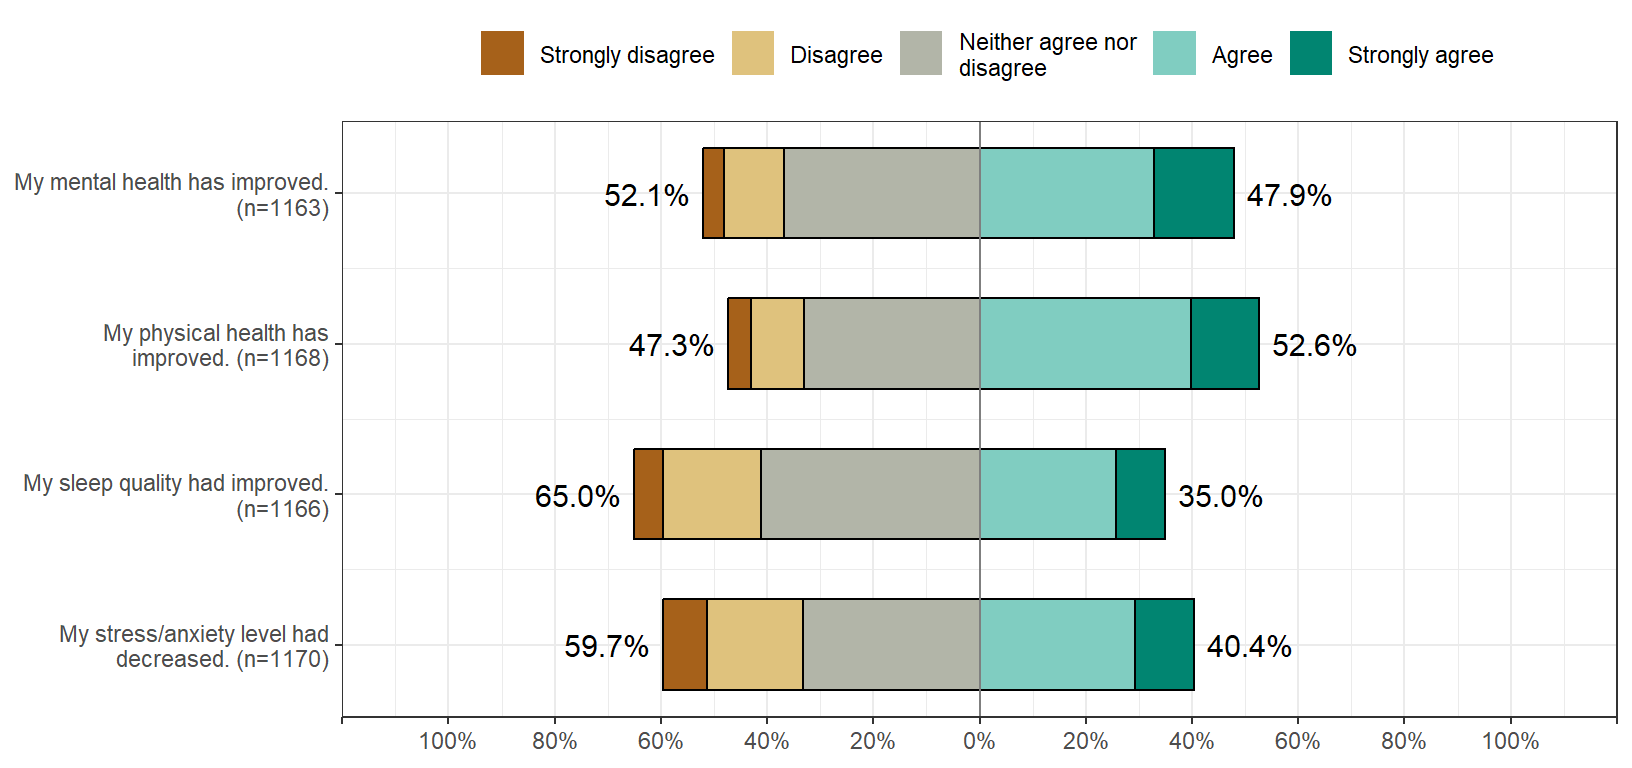 Strongly disagree
Disagree
Neither agree nor
disagree
Agree
Strongly agree
My mental health has improved.
(n=1163)
52.1%
47.9%
My physical health has
improved. (n=1168)
47.3%
52.6%
My sleep quality had improved.
(n=1166)
65.0%
35.0%
My stress/anxiety level had
decreased. (n=1170)
59.7%
40.4%
100% 80% 60% 40% 20% 0% 20% 40% 60% 80% 100%